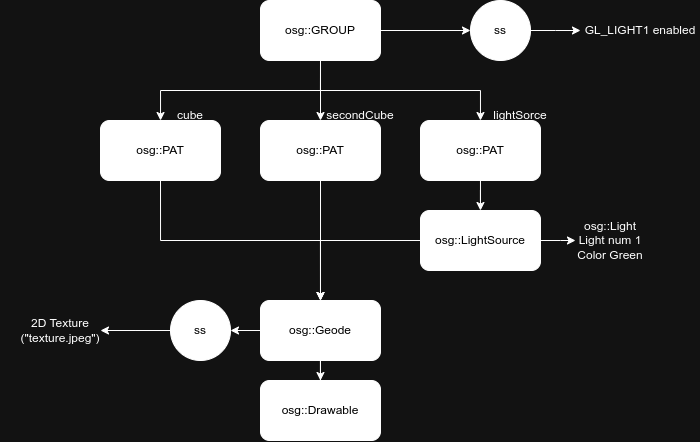 osg::GROUP
ss
GL_LIGHT1 enabled
cube
secondCube
lightSorce
osg::PAT
osg::PAT
osg::PAT
osg::LightSource
osg::Light
Light num 1
Color Green
2D Texture
("texture.jpeg")
ss
osg::Geode
osg::Drawable